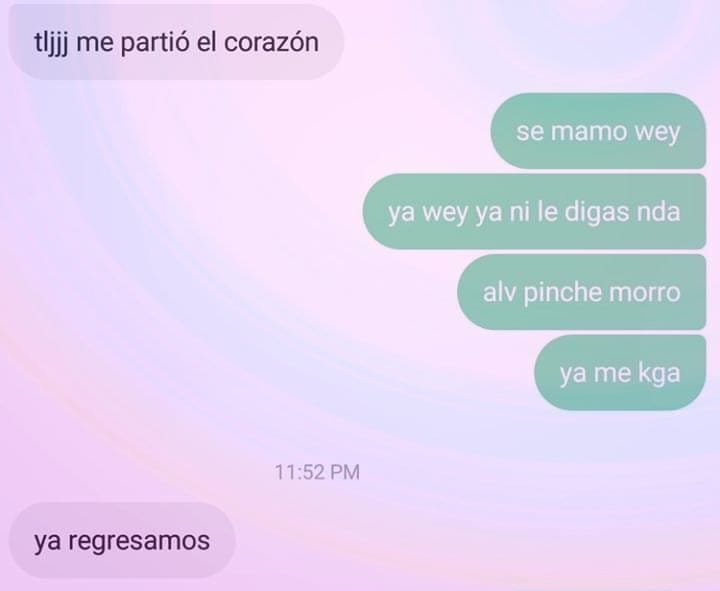 tljjj me partió el corazón
se mamo wey
ya wey ya ni le digas nda
alv pinche morro
ya me kga
11:52 PM
ya regresamos